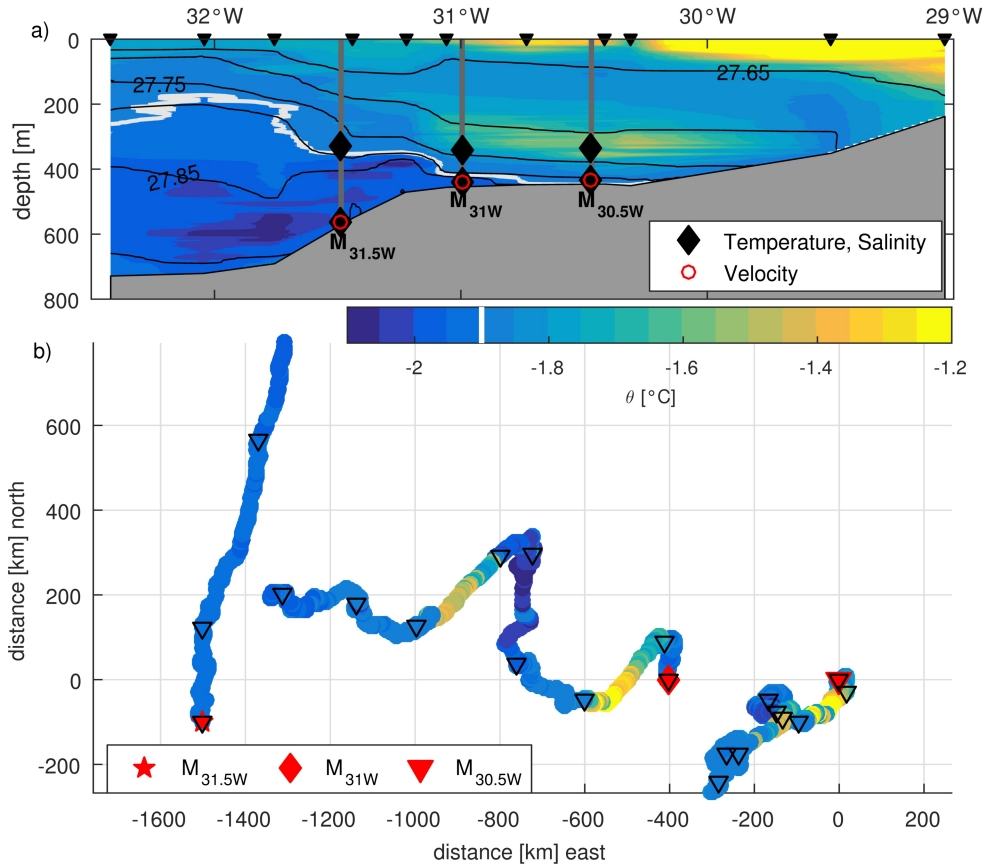 32°W 31°W 30°W 29°W
a)
0
200
400
600
800
depth [m]
27.75
27.65
27.85
M31.5W
M31W
M30.5W
Temperature, Salinity
Velocity
-2 -1.8 -1.6 -1.4 -1.2
θ [°C]
b)
600
400
200
0
-200
distance [km] north
M31.5W M31W M30.5W
-1600 -1400 -1200 -1000 -800 -600 -400 -200 0 200
distance [km] east